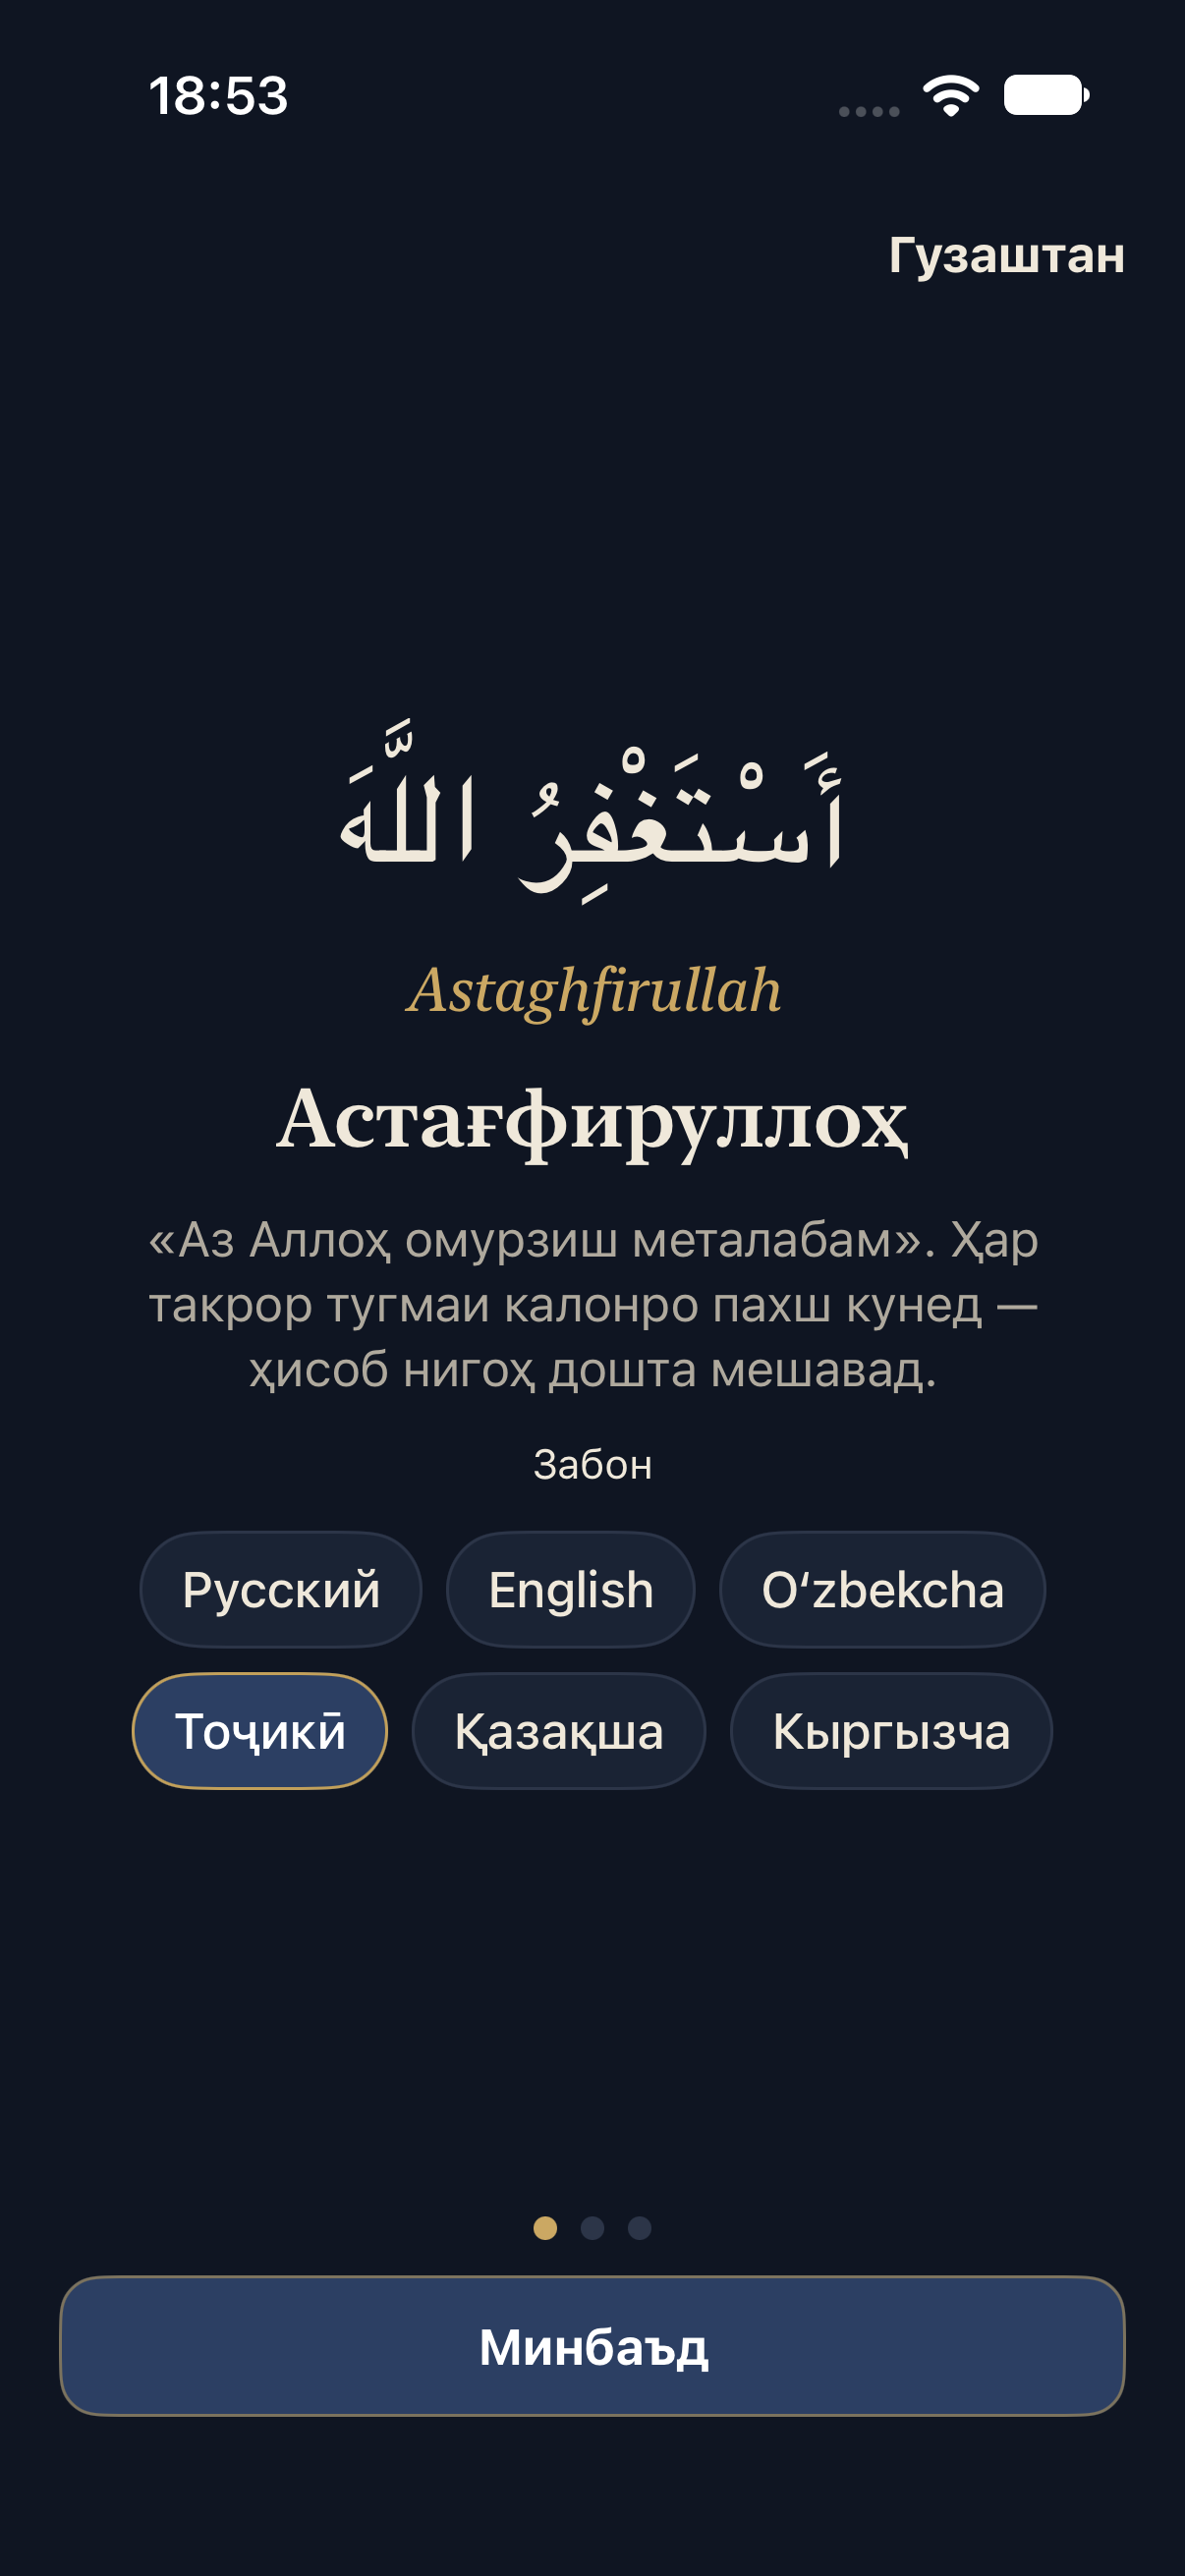 18:53
Гузаштан
أَسْتَغْفِرُ اللَّهَ
Astaghfirullah
Астағфируллоҳ
«Аз Аллоҳ омурзиш металабам». Ҳар
такрор тугмаи калонро пахш кунед —
ҳисоб нигоҳ дошта мешавад.
Забон
Русский English Oʻzbekcha
Тоҷикӣ Қазақша Кыргызча
Минбаъд